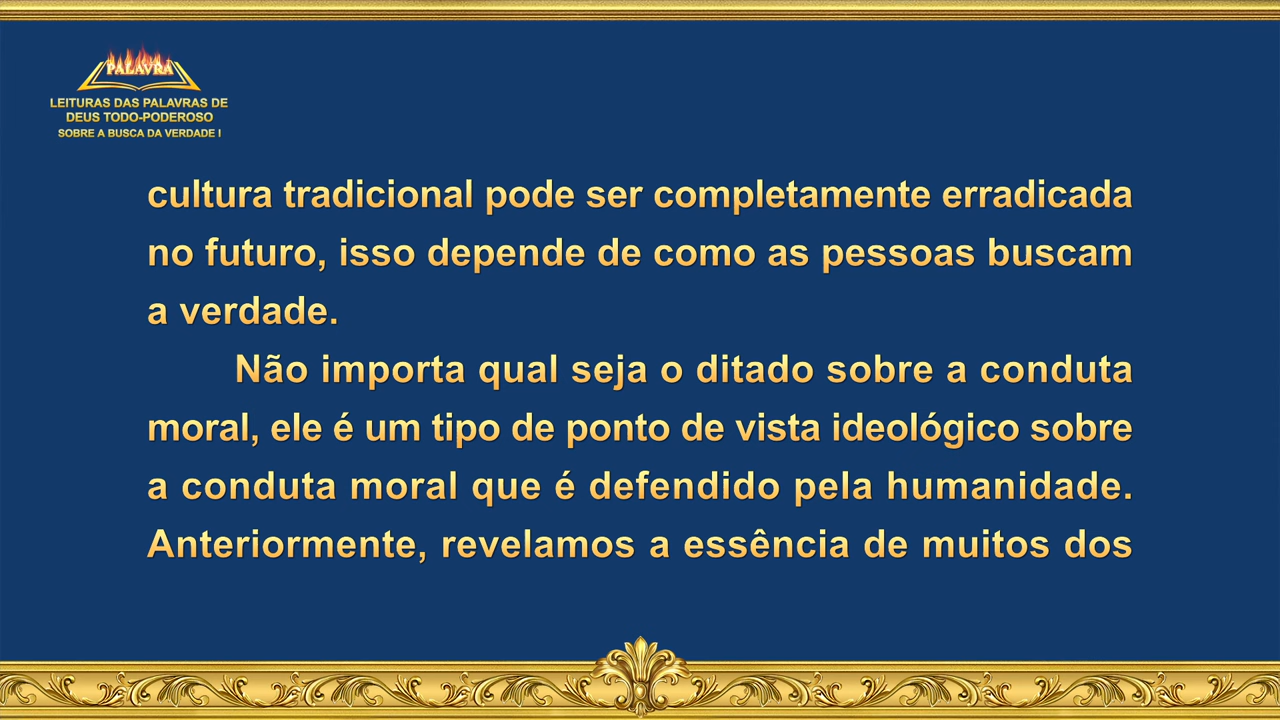 PALAVRA
LEITURAS DAS PALAVRAS DE
DEUS TODO-PODEROSO
SOBRE A BUSCA DA VERDADE I
cultura tradicional pode ser completamente erradicada
no futuro, isso depende de como as pessoas buscam
a verdade.
Não importa qual seja o ditado sobre a conduta
moral, ele é um tipo de ponto de vista ideológico sobre
a conduta moral que é defendido pela humanidade.
Anteriormente, revelamos a essência de muitos dos